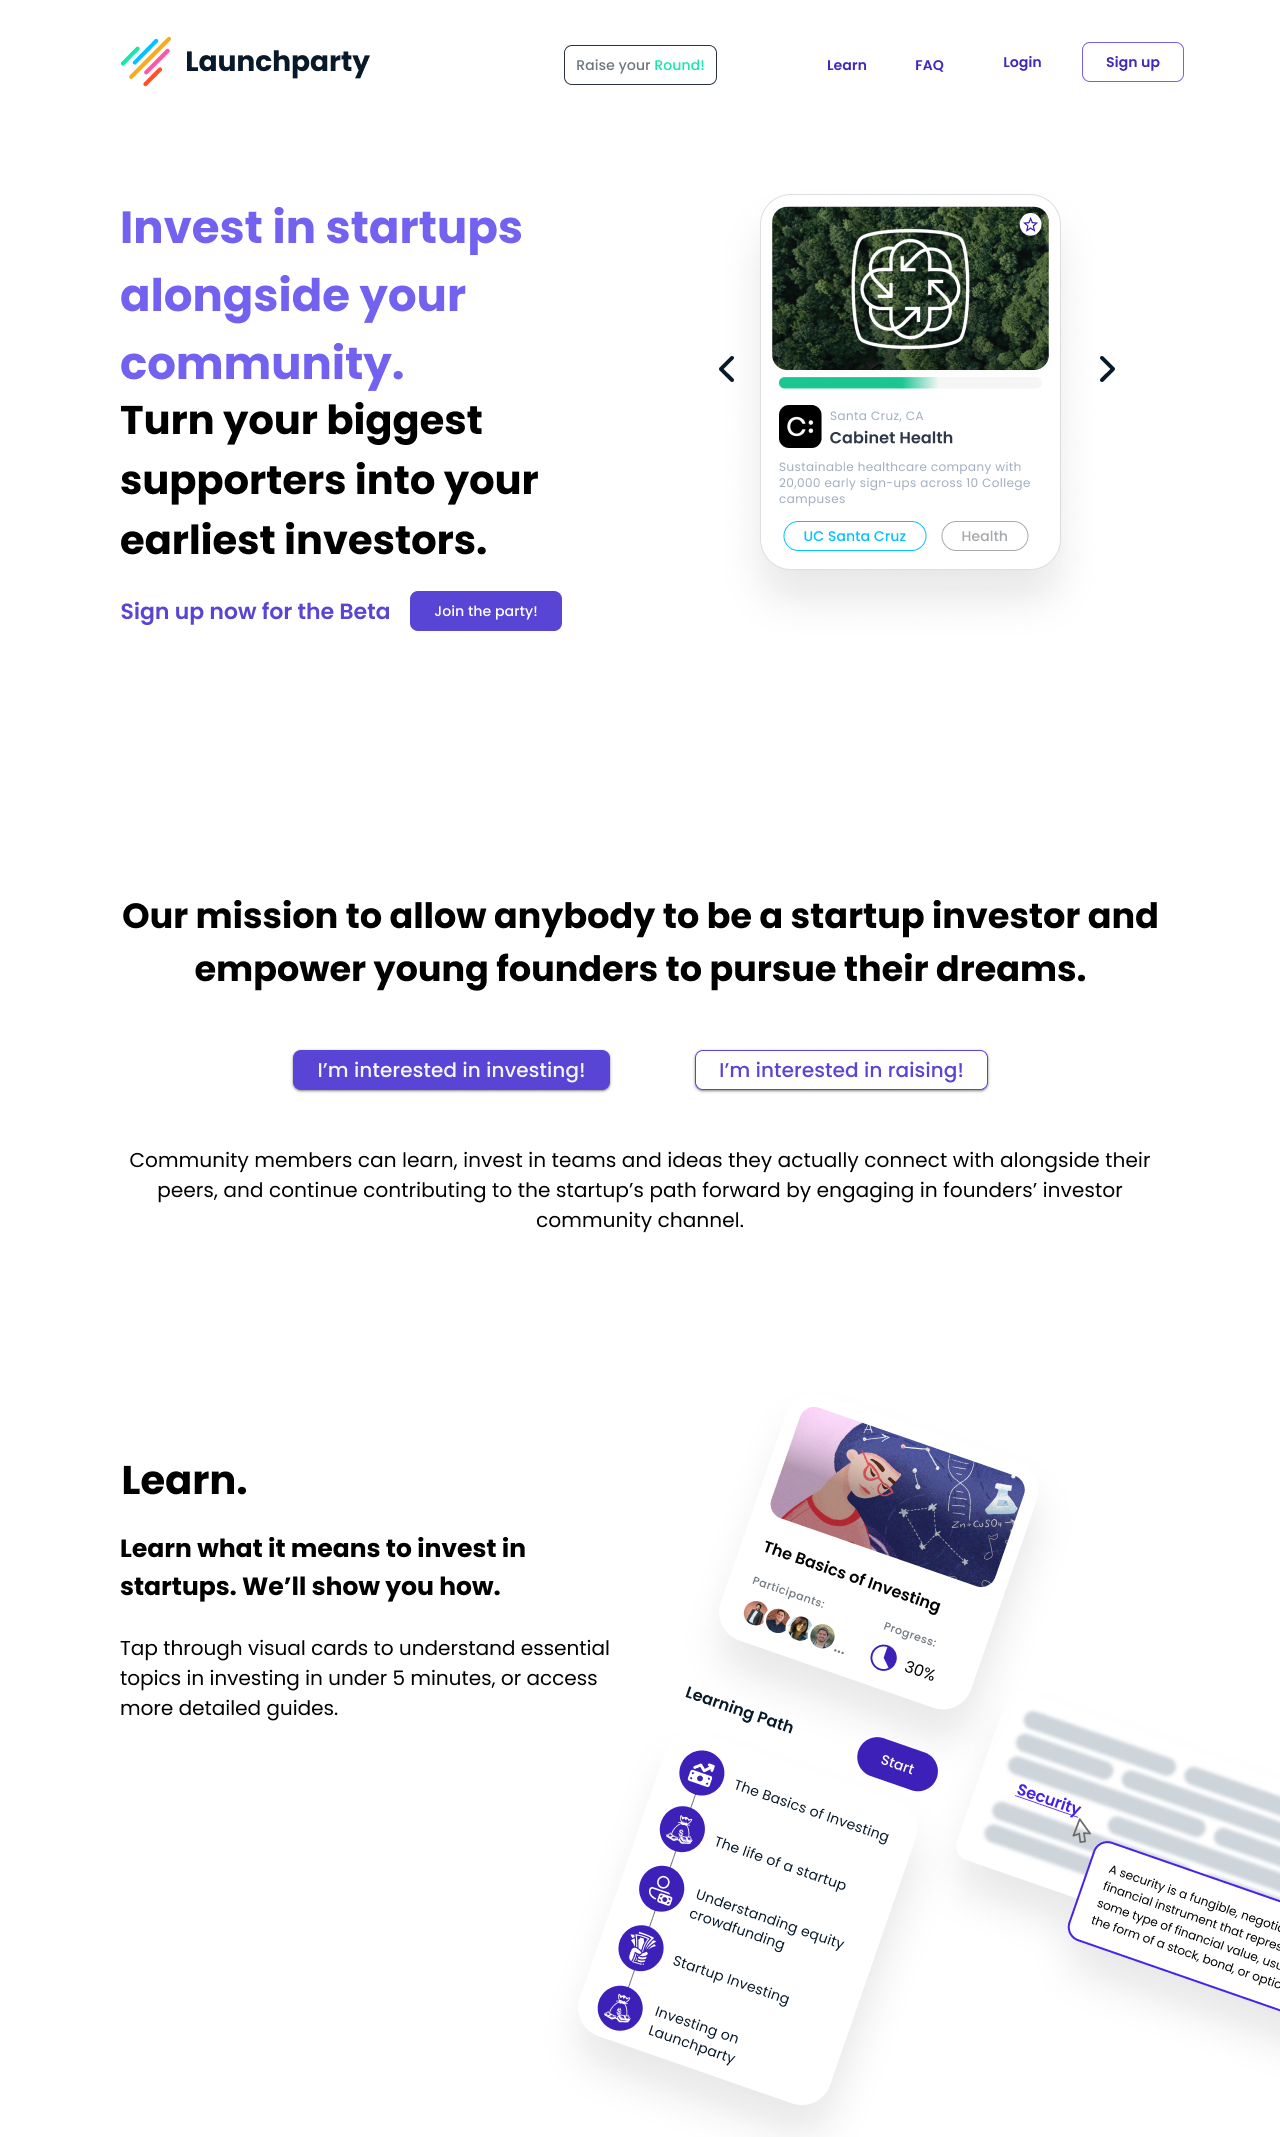 Launchparty
Raise your Round!
Learn
FAQ
Login
Sign up
Invest in startups
alongside your
community.
Turn your biggest
supporters into your
earliest investors.
Sign up now for the Beta
Join the party!
C:
Santa Cruz, CA
Cabinet Health
Sustainable healthcare company with
20,000 early sign-ups across 10 College
campuses
UC Santa Cruz
Health
Our mission to allow anybody to be a startup investor and
empower young founders to pursue their dreams.
I’m interested in investing!
I’m interested in raising!
Community members can learn, invest in teams and ideas they actually connect with alongside their
peers, and continue contributing to the startup’s path forward by engaging in founders’ investor
community channel.
Learn.
Learn what it means to invest in
startups. We’ll show you how.
Tap through visual cards to understand essential
topics in investing in under 5 minutes, or access
more detailed guides.
Zn+CuSO₄→
The Basics of Investing
Participants:
...
Progress:
30%
Learning Path
Start
The Basics of Investing
The life of a startup
Understanding equity
crowdfunding
Startup Investing
Investing on
Launchparty
Security
A security is a fungible, negotia
financial instrument that repres
some type of financial value, usu
the form of a stock, bond, or optio